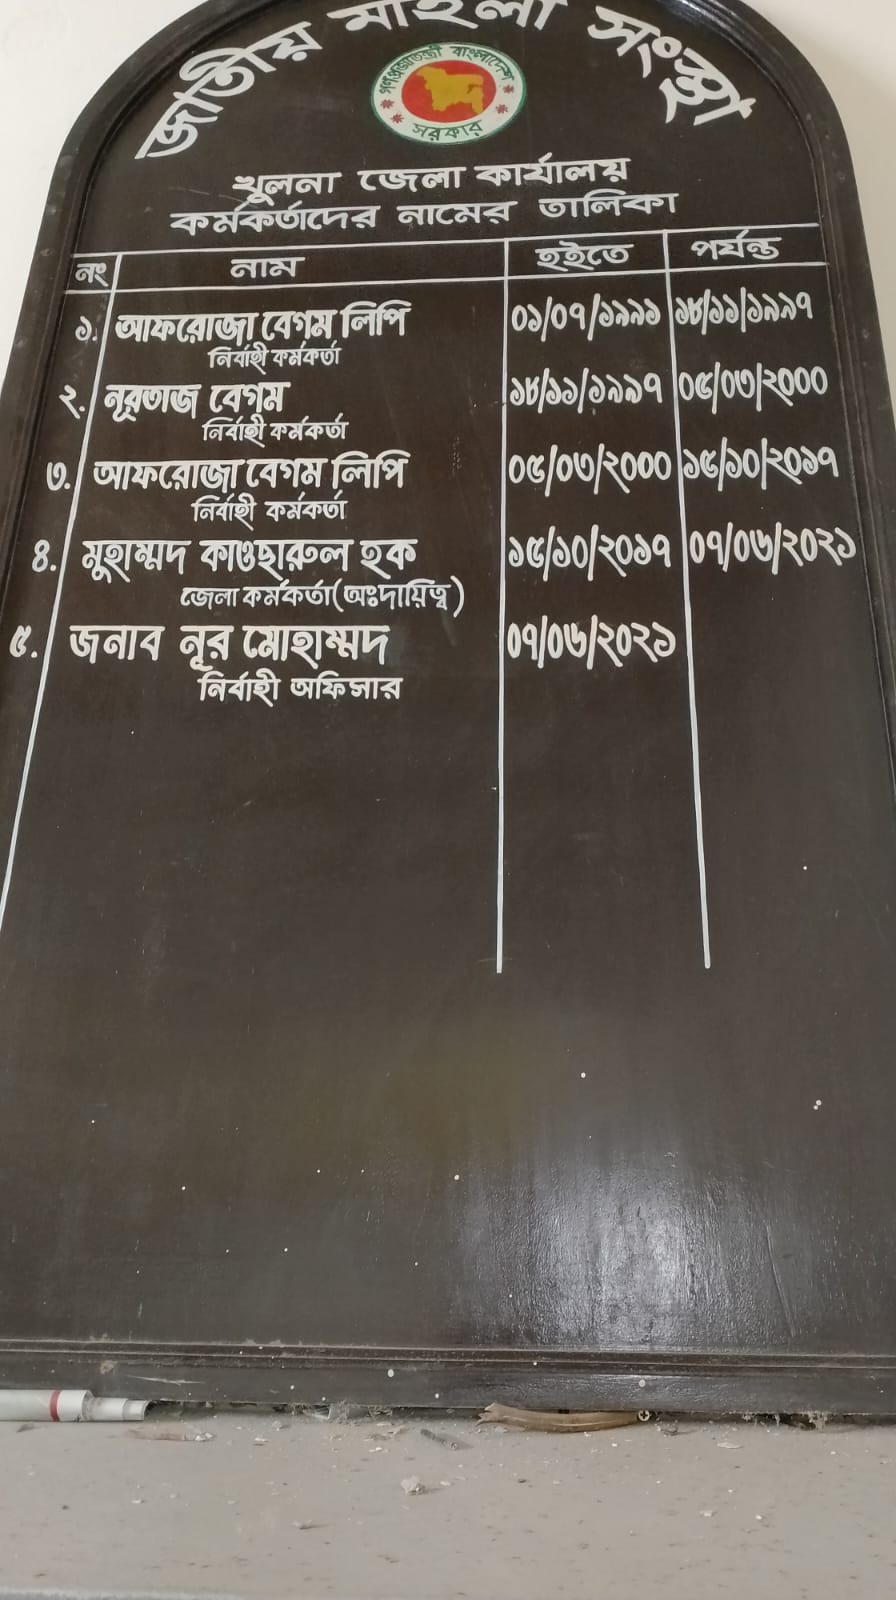 জাতীয় মহিলা সংস্থা
গণপ্রজাতন্ত্রী বাংলাদেশ
সরকার
খুলনা জেলা কার্যালয়
কর্মকর্তাদের নামের তালিকা
নং নাম হইতে পর্যন্ত
১. আফরোজা বেগম লিপি ০১/০৭/১৯৯১ ১৮/১১/১৯৯৭
নির্বাহী কর্মকর্তা
২. নূরতাজ বেগম ১৮/১১/১৯৯৭ ০৫/০৩/২০০০
নির্বাহী কর্মকর্তা
৩. আফরোজা বেগম লিপি ০৫/০৩/২০০০ ১৫/১০/২০১৭
নির্বাহী কর্মকর্তা
৪. মুহাম্মদ কাওছারুল হক ১৫/১০/২০১৭ ০৭/০৬/২০২১
জেলা কর্মকর্তা(অঃদায়িত্ব)
৫. জনাব নূর মোহাম্মদ ০৭/০৬/২০২১
নির্বাহী অফিসার